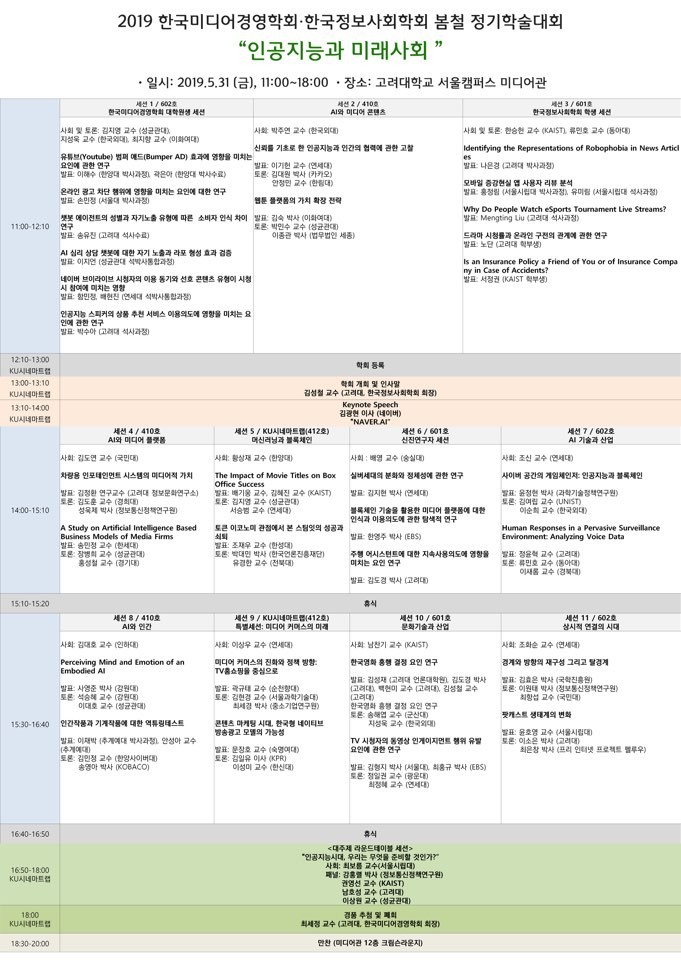 2019 한국미디어경영학회·한국정보사회학회 봄철 정기학술대회
“인공지능과 미래사회 ”
· 일시: 2019.5.31 (금), 11:00~18:00 · 장소: 고려대학교 서울캠퍼스 미디어관
11:00-12:10
세션 1 / 602호
한국미디어경영학회 대학원생 세션
사회 및 토론: 김지영 교수 (성균관대),
지성욱 교수 (한국외대), 최지향 교수 (이화여대)
유튜브(Youtube) 범퍼 애드(Bumper AD) 효과에 영향을 미치는
요인에 관한 연구
발표: 이해수 (한양대 박사과정), 곽은아 (한양대 박사수료)
온라인 광고 차단 행위에 영향을 미치는 요인에 대한 연구
발표: 손민정 (서울대 박사과정)
챗봇 에이전트의 성별과 자기노출 유형에 따른 소비자 인식 차이
연구
발표: 송유진 (고려대 석사수료)
AI 심리 상담 챗봇에 대한 자기 노출과 라포 형성 효과 검증
발표: 이지언 (성균관대 석박사통합과정)
네이버 브이라이브 시청자의 이용 동기와 선호 콘텐츠 유형이 시청
시 참여에 미치는 영향
발표: 함민정, 배현진 (연세대 석박사통합과정)
인공지능 스피커의 상품 추천 서비스 이용의도에 영향을 미치는 요
인에 관한 연구
발표: 박수아 (고려대 석사과정)
세션 2 / 410호
AI와 미디어 콘텐츠
사회: 박주연 교수 (한국외대)
신뢰를 기초로 한 인공지능과 인간의 협력에 관한 고찰
발표: 이기헌 교수 (연세대)
토론: 김대원 박사 (카카오)
안정민 교수 (한림대)
웹툰 플랫폼의 가치 확장 전략
발표: 김숙 박사 (이화여대)
토론: 박민수 교수 (성균관대)
이종관 박사 (법무법인 세종)
세션 3 / 601호
한국정보사회학회 학생 세션
사회 및 토론: 한승헌 교수 (KAIST), 류민호 교수 (동아대)
Identifying the Representations of Robophobia in News Articl
es
발표: 나은경 (고려대 박사과정)
모바일 증강현실 앱 사용자 리뷰 분석
발표: 홍정림 (서울시립대 석박사과정), 유미림 (서울시립대 석사과정)
Why Do People Watch eSports Tournament Live Streams?
발표: Mengting Liu (고려대 석사과정)
드라마 시청률과 온라인 구전의 관계에 관한 연구
발표: 노단 (고려대 학부생)
Is an Insurance Policy a Friend of You or of Insurance Compa
ny in Case of Accidents?
발표: 서정권 (KAIST 학부생)
12:10-13:00
KU시네마트랩
학회 등록
13:00-13:10
KU시네마트랩
학회 개회 및 인사말
김성철 교수 (고려대, 한국정보사회학회 회장)
13:10-14:00
KU시네마트랩
Keynote Speech
김광현 이사 (네이버)
"NAVER.AI"
14:00-15:10
세션 4 / 410호
AI와 미디어 플랫폼
사회: 김도연 교수 (국민대)
차량용 인포테인먼트 시스템의 미디어적 가치
발표: 김정환 연구교수 (고려대 정보문화연구소)
토론: 김도훈 교수 (경희대)
성욱제 박사 (정보통신정책연구원)
A Study on Artificial Intelligence Based
Business Models of Media Firms
발표: 송민정 교수 (한세대)
토론: 장병희 교수 (성균관대)
홍성철 교수 (경기대)
세션 5 / KU시네마트랩(412호)
머신러닝과 블록체인
사회: 황상재 교수 (한양대)
The Impact of Movie Titles on Box
Office Success
발표: 배기웅 교수, 김혜진 교수 (KAIST)
토론: 김지영 교수 (성균관대)
서승범 교수 (연세대)
토큰 이코노미 관점에서 본 스팀잇의 성공과
쇠퇴
발표: 조재우 교수 (한성대)
토론: 박대민 박사 (한국언론진흥재단)
유경한 교수 (전북대)
세션 6 / 601호
신진연구자 세션
사회 : 배영 교수 (숭실대)
실버세대의 분화와 정체성에 관한 연구
발표: 김지현 박사 (연세대)
블록체인 기술을 활용한 미디어 플랫폼에 대한
인식과 이용의도에 관한 탐색적 연구
발표: 한영주 박사 (EBS)
주행 어시스턴트에 대한 지속사용의도에 영향을
미치는 요인 연구
발표: 김도경 박사 (고려대)
세션 7 / 602호
AI 기술과 산업
사회: 조신 교수 (연세대)
사이버 공간의 게임체인저: 인공지능과 블록체인
발표: 윤정현 박사 (과학기술정책연구원)
토론: 김여립 교수 (UNIST)
이순희 교수 (한국외대)
Human Responses in a Pervasive Surveillance
Environment: Analyzing Voice Data
발표: 정윤혁 교수 (고려대)
토론: 류민호 교수 (동아대)
이새롬 교수 (경북대)
15:10-15:20
휴식
15:30-16:40
세션 8 / 410호
AI와 인간
사회: 김대호 교수 (인하대)
Perceiving Mind and Emotion of an
Embodied AI
발표: 사영준 박사 (강원대)
토론: 석승혜 교수 (강원대)
이대호 교수 (성균관대)
인간작품과 기계작품에 대한 역튜링테스트
발표: 이재박 (추계예대 박사과정), 안성아 교수
(추계예대)
토론: 김민정 교수 (한양사이버대)
송영아 박사 (KOBACO)
세션 9 / KU시네마트랩(412호)
특별세션: 미디어 커머스의 미래
사회: 이상우 교수 (연세대)
미디어 커머스의 진화와 정책 방향:
TV홈쇼핑을 중심으로
발표: 곽규태 교수 (순천향대)
토론: 김현경 교수 (서울과학기술대)
최세경 박사 (중소기업연구원)
콘텐츠 마케팅 시대, 한국형 네이티브
방송광고 모델의 가능성
발표: 문장호 교수 (숙명여대)
토론: 김일유 이사 (KPR)
이성미 교수 (한신대)
세션 10 / 601호
문화기술과 산업
사회: 남찬기 교수 (KAIST)
한국영화 흥행 결정 요인 연구
발표: 김성재 (고려대 언론대학원), 김도경 박사
(고려대), 백현미 교수 (고려대), 김성철 교수
(고려대)
한국영화 흥행 결정 요인 연구
토론: 송해엽 교수 (군산대)
지성욱 교수 (한국외대)
TV 시청자의 동영상 인게이지먼트 행위 유발
요인에 관한 연구
발표: 김형지 박사 (서울대), 최홍규 박사 (EBS)
토론: 정일권 교수 (광운대)
최정혜 교수 (연세대)
세션 11 / 602호
상시적 연결의 시대
사회: 조화순 교수 (연세대)
경계와 방향의 재구성 그리고 탈경계
발표: 김효은 박사 (국학진흥원)
토론: 이원태 박사 (정보통신정책연구원)
최항섭 교수 (국민대)
팟캐스트 생태계의 변화
발표: 윤호영 교수 (서울시립대)
토론: 이소은 박사 (고려대)
최은창 박사 (프리 인터넷 프로젝트 펠루우)
16:40-16:50
휴식
16:50-18:00
KU시네마트랩
<대주제 라운드테이블 세션>
"인공지능시대, 우리는 무엇을 준비할 것인가?"
사회: 최보름 교수(서울시립대)
패널: 강홍렬 박사 (정보통신정책연구원)
권영선 교수 (KAIST)
남호성 교수 (고려대)
이상원 교수 (성균관대)
18:00
KU시네마트랩
경품 추첨 및 폐회
최세정 교수 (고려대, 한국미디어경영학회 회장)
18:30-20:00
만찬 (미디어관 12층 크림슨라운지)